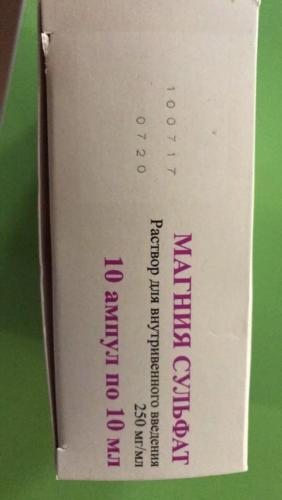 100717
0720
МАГНИЯ СУЛЬФАТ
Раствор для внутривенного введения
250 мг/мл
10 ампул по 10 мл